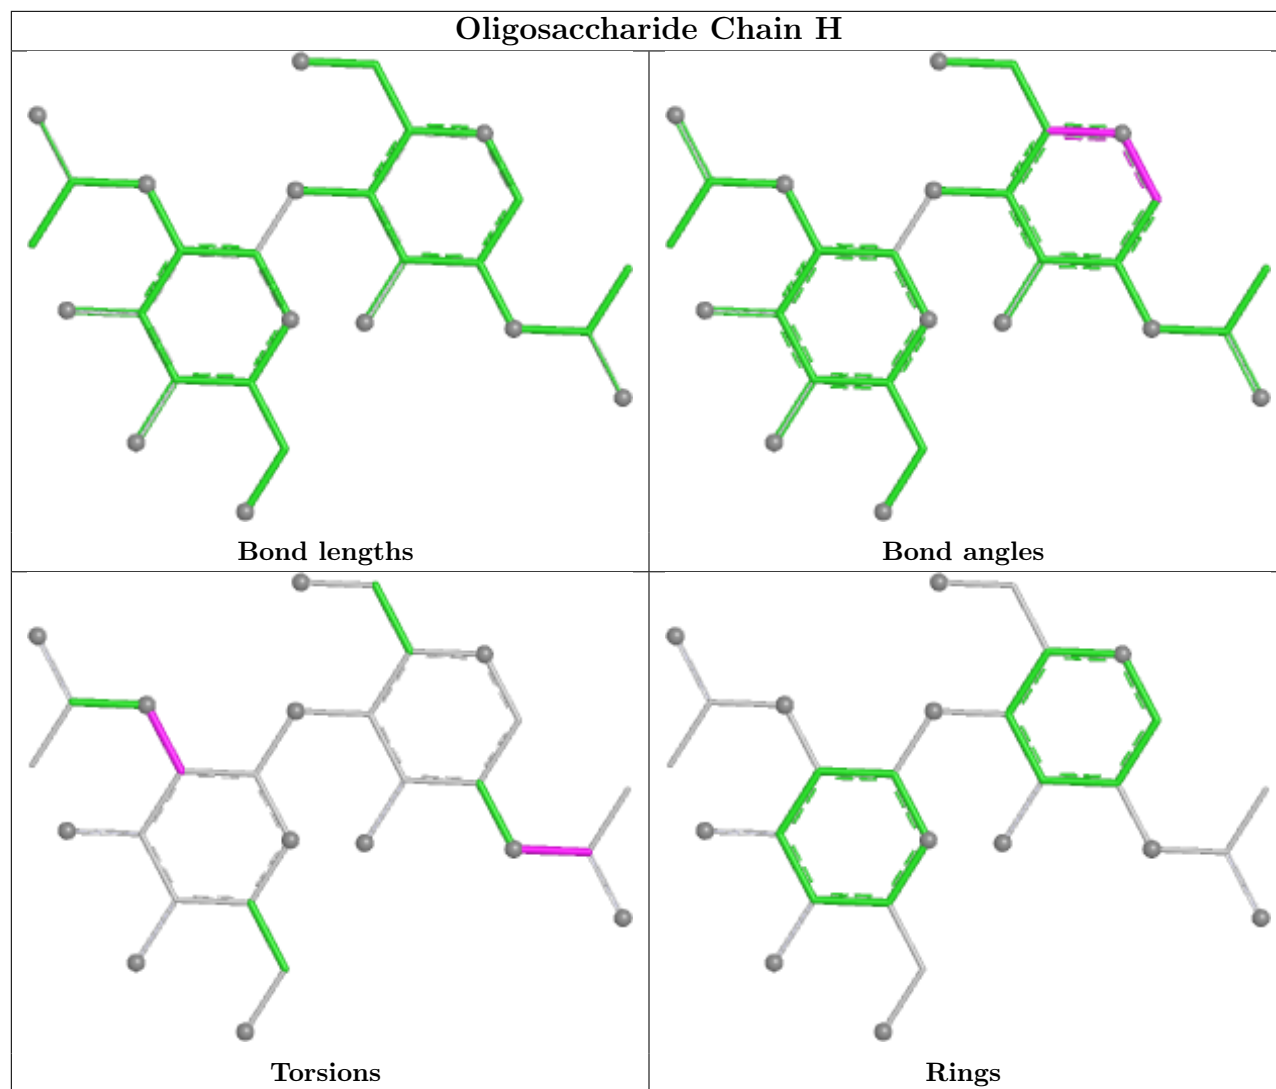 Oligosaccharide Chain H
Bond lengths
Bond angles
Torsions
Rings